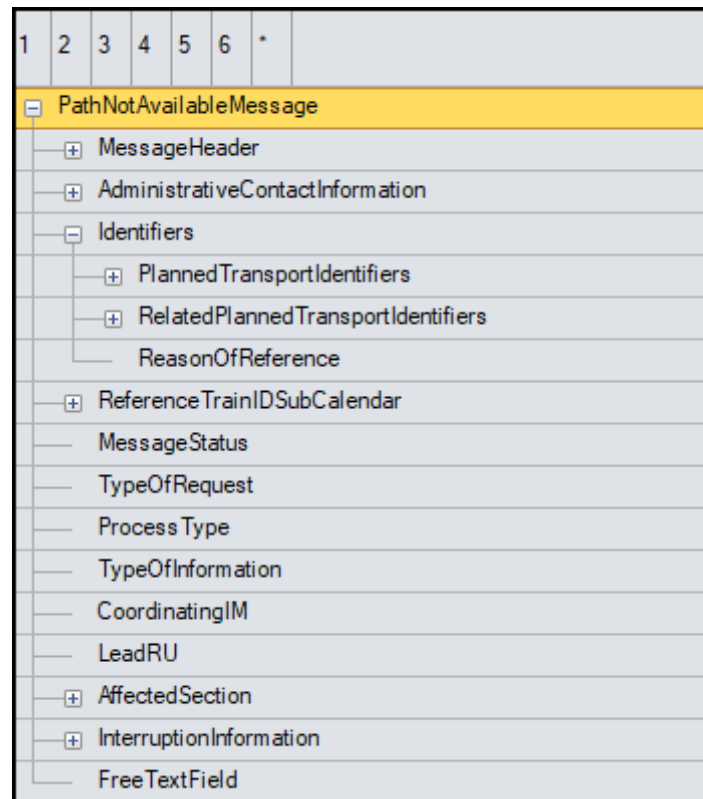 1 2 3 4 5 6 *
PathNotAvailableMessage
MessageHeader
AdministrativeContactInformation
Identifiers
PlannedTransportIdentifiers
RelatedPlannedTransportIdentifiers
ReasonOfReference
ReferenceTrainIDSubCalendar
MessageStatus
TypeOfRequest
ProcessType
TypeOfInformation
CoordinatingIM
LeadRU
AffectedSection
InterruptionInformation
FreeTextField